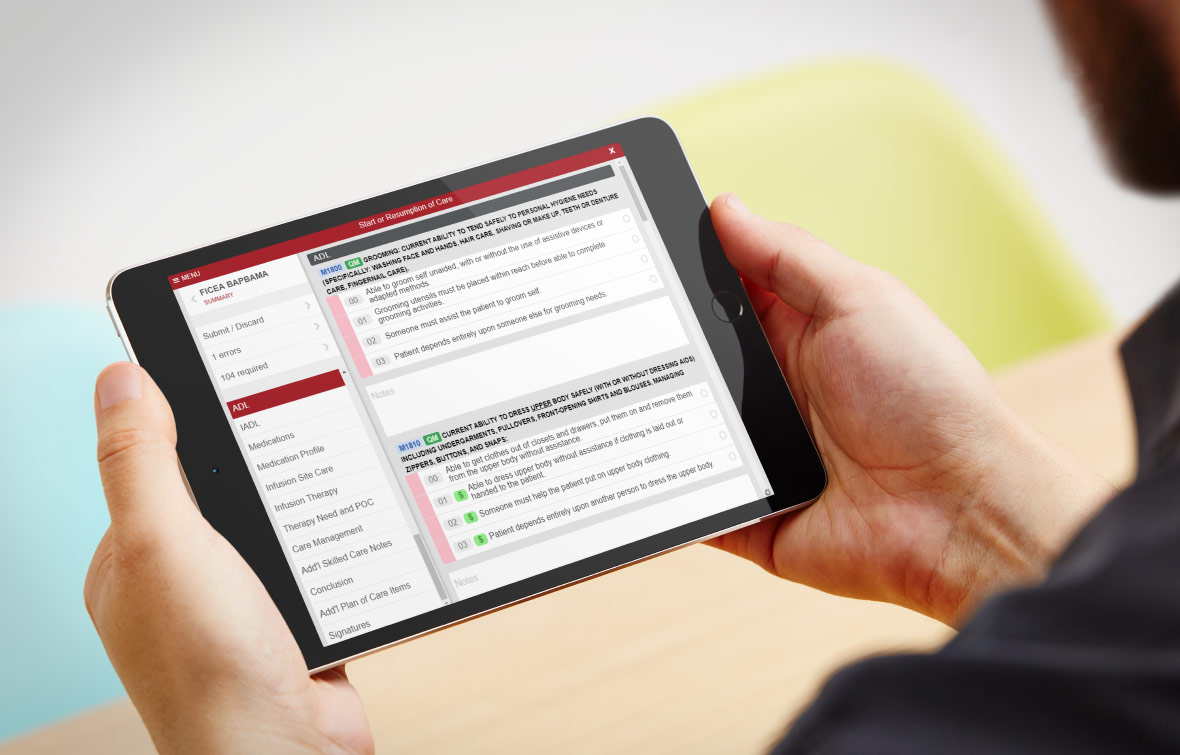 MENU
Start or Resumption of Care
X
FICEA BAPBAMA
SUMMARY
Submit / Discard
1 errors
104 required
ADL
IADL
Medications
Medication Profile
Infusion Site Care
Infusion Therapy
Therapy Need and POC
Care Management
Add'l Skilled Care Notes
Conclusion
Add'l Plan of Care Items
Signatures
ADL
M1800 QM GROOMING: CURRENT ABILITY TO TEND SAFELY TO PERSONAL HYGIENE NEEDS
(SPECIFICALLY: WASHING FACE AND HANDS, HAIR CARE, SHAVING OR MAKE UP, TEETH OR DENTURE
CARE, FINGERNAIL CARE).
00 Able to groom self unaided, with or without the use of assistive devices or
adapted methods.
01 Grooming utensils must be placed within reach before able to complete
grooming activities.
02 Someone must assist the patient to groom self.
03 Patient depends entirely upon someone else for grooming needs.
Notes
M1810 QM CURRENT ABILITY TO DRESS UPPER BODY SAFELY (WITH OR WITHOUT DRESSING AIDS)
INCLUDING UNDERGARMENTS, PULLOVERS, FRONT-OPENING SHIRTS AND BLOUSES, MANAGING
ZIPPERS, BUTTONS, AND SNAPS:
00 Able to get clothes out of closets and drawers, put them on and remove them
from the upper body without assistance.
01 $ Able to dress upper body without assistance if clothing is laid out or
handed to the patient.
02 $ Someone must help the patient put on upper body clothing.
03 $ Patient depends entirely upon another person to dress the upper body
Notes